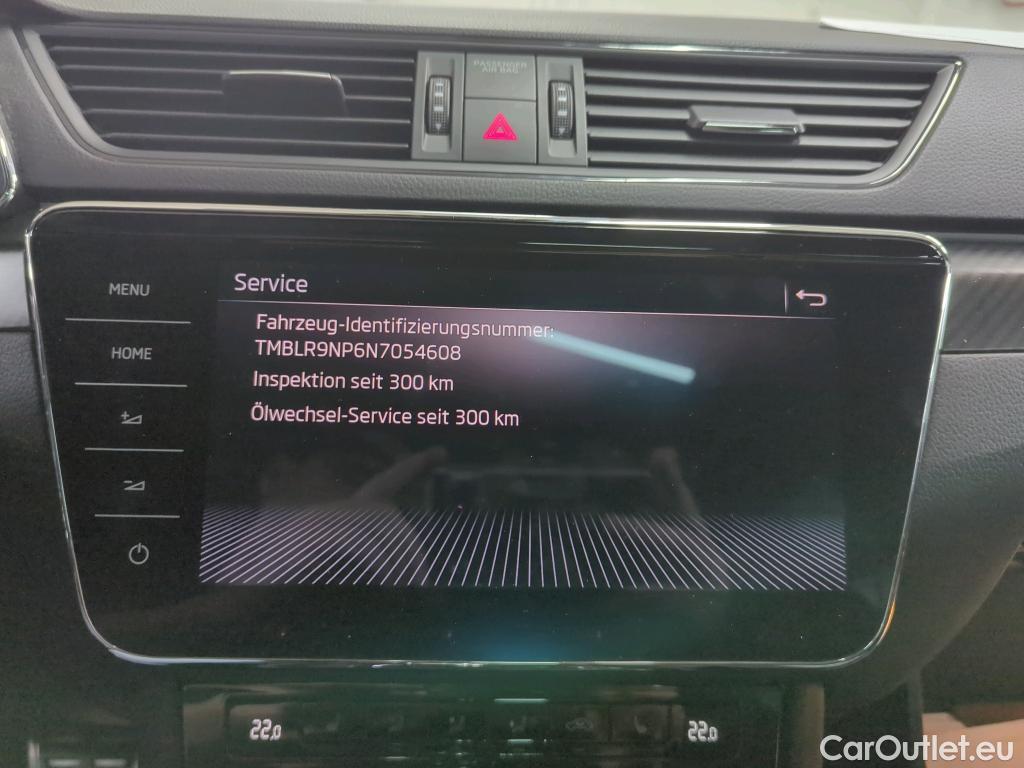 PASSENGER
AIR BAG
Service
MENU
Fahrzeug-Identifizierungsnummer:
TMBLR9NP6N7054608
HOME
Inspektion seit 300 km
Ölwechsel-Service seit 300 km
22.0
22.0
CarOutlet.eu